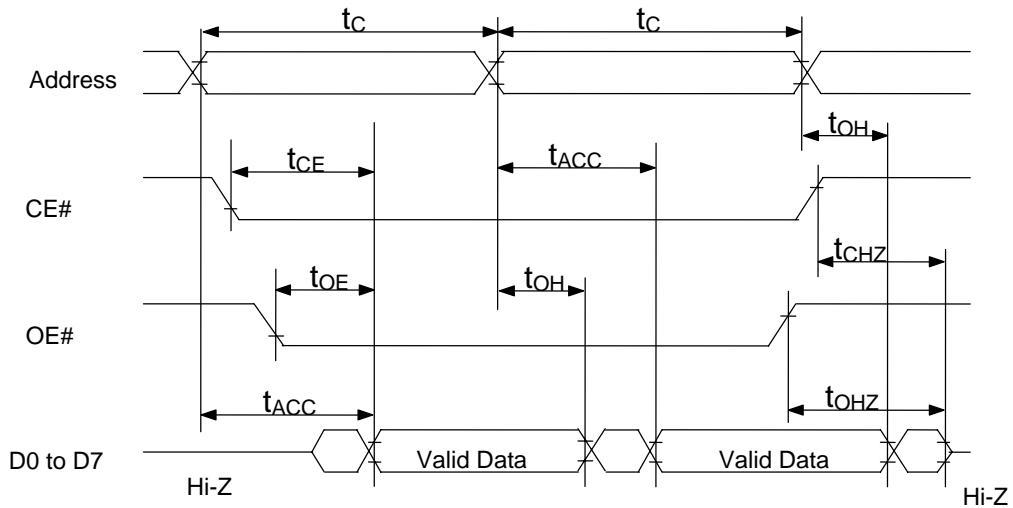 tC tC
Address
tOH
tCE tACC
CE#
tCHZ
tOE tOH
OE#
tACC tOHZ
D0 to D7 Valid Data Valid Data
Hi-Z Hi-Z